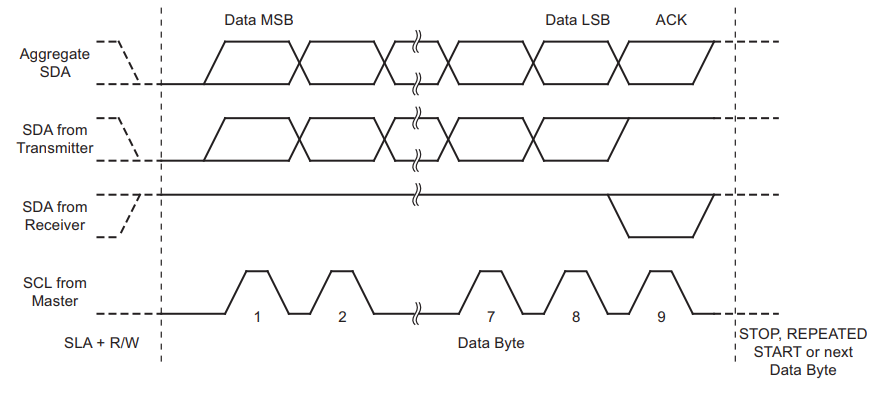 Data MSB
Data LSB
ACK
Aggregate
SDA
SDA from
Transmitter
SDA from
Receiver
SCL from
Master
1
2
7
8
9
SLA + R/W
Data Byte
STOP, REPEATED
START or next
Data Byte